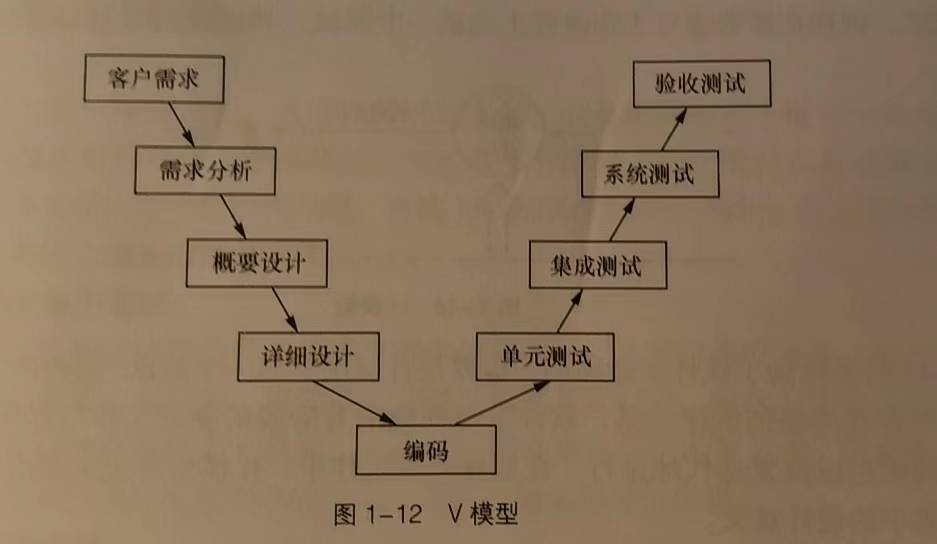 客户需求
验收测试
需求分析
系统测试
概要设计
集成测试
详细设计
单元测试
编码
图 1-12 V 模型